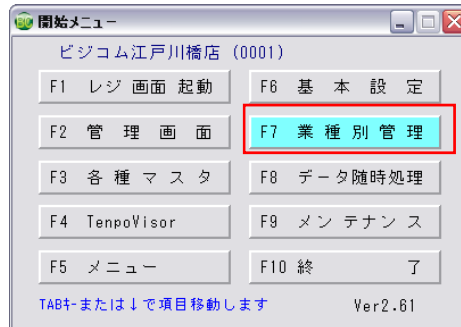 開始メニュー
ビジコム江戸川橋店 (0001)
F1 レジ 画面 起動
F6 基 本 設 定
F2 管 理 画 面
F7 業 種 別 管 理
F3 各 種 マ ス タ
F8 データ随時処理
F4 TenpoVisor
F9 メン テナン ス
F5 メニュー
F10 終 了
TABキーまたは↓で項目移動します Ver2.61